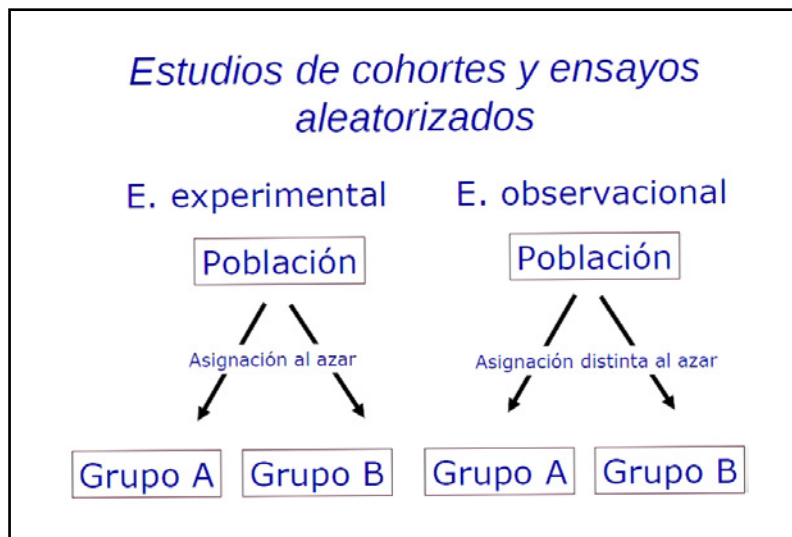 Estudios de cohortes y ensayos
aleatorizados
E. experimental
Población
Asignación al azar
Grupo A
Grupo B
E. observacional
Población
Asignación distinta al azar
Grupo A
Grupo B